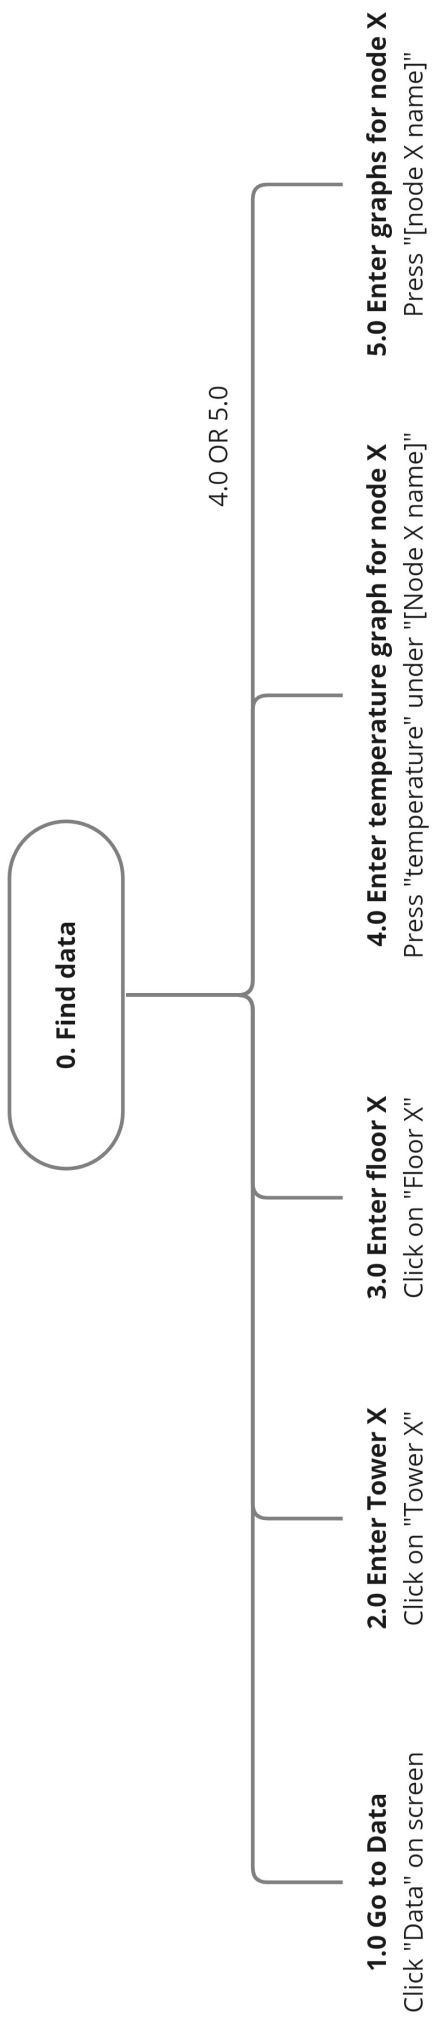 0. Find data
4.0 OR 5.0
1.0 Go to Data
Click "Data" on screen
2.0 Enter Tower X
Click on "Tower X"
3.0 Enter floor X
Click on "Floor X"
4.0 Enter temperature graph for node X
Press "temperature" under "[Node X name]"
5.0 Enter graphs for node X
Press "[node X name]"